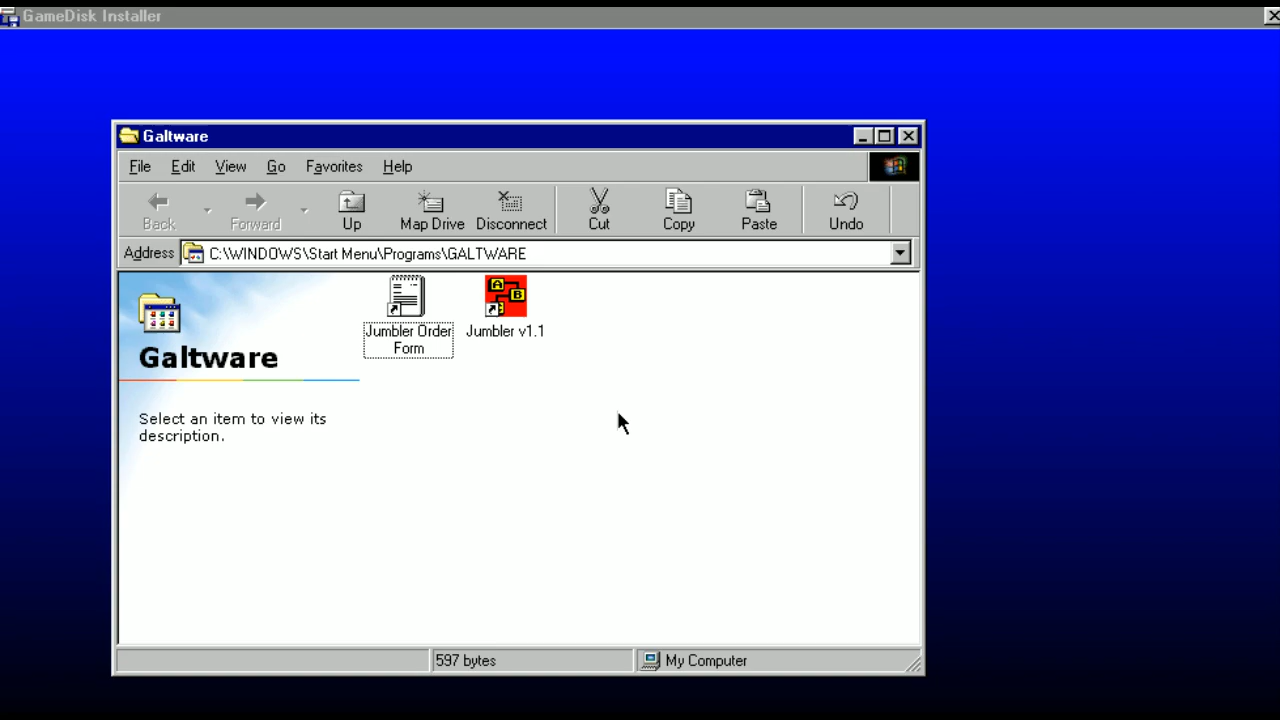 GameDisk Installer
Galtware
File Edit View Go Favorites Help
Back Forward Up Map Drive Disconnect Cut Copy Paste Undo
Address C:\WINDOWS\Start Menu\Programs\GALTWARE
Jumbler Order
Form
Jumbler v1.1
A
B
Galtware
Select an item to view its
description.
597 bytes
My Computer